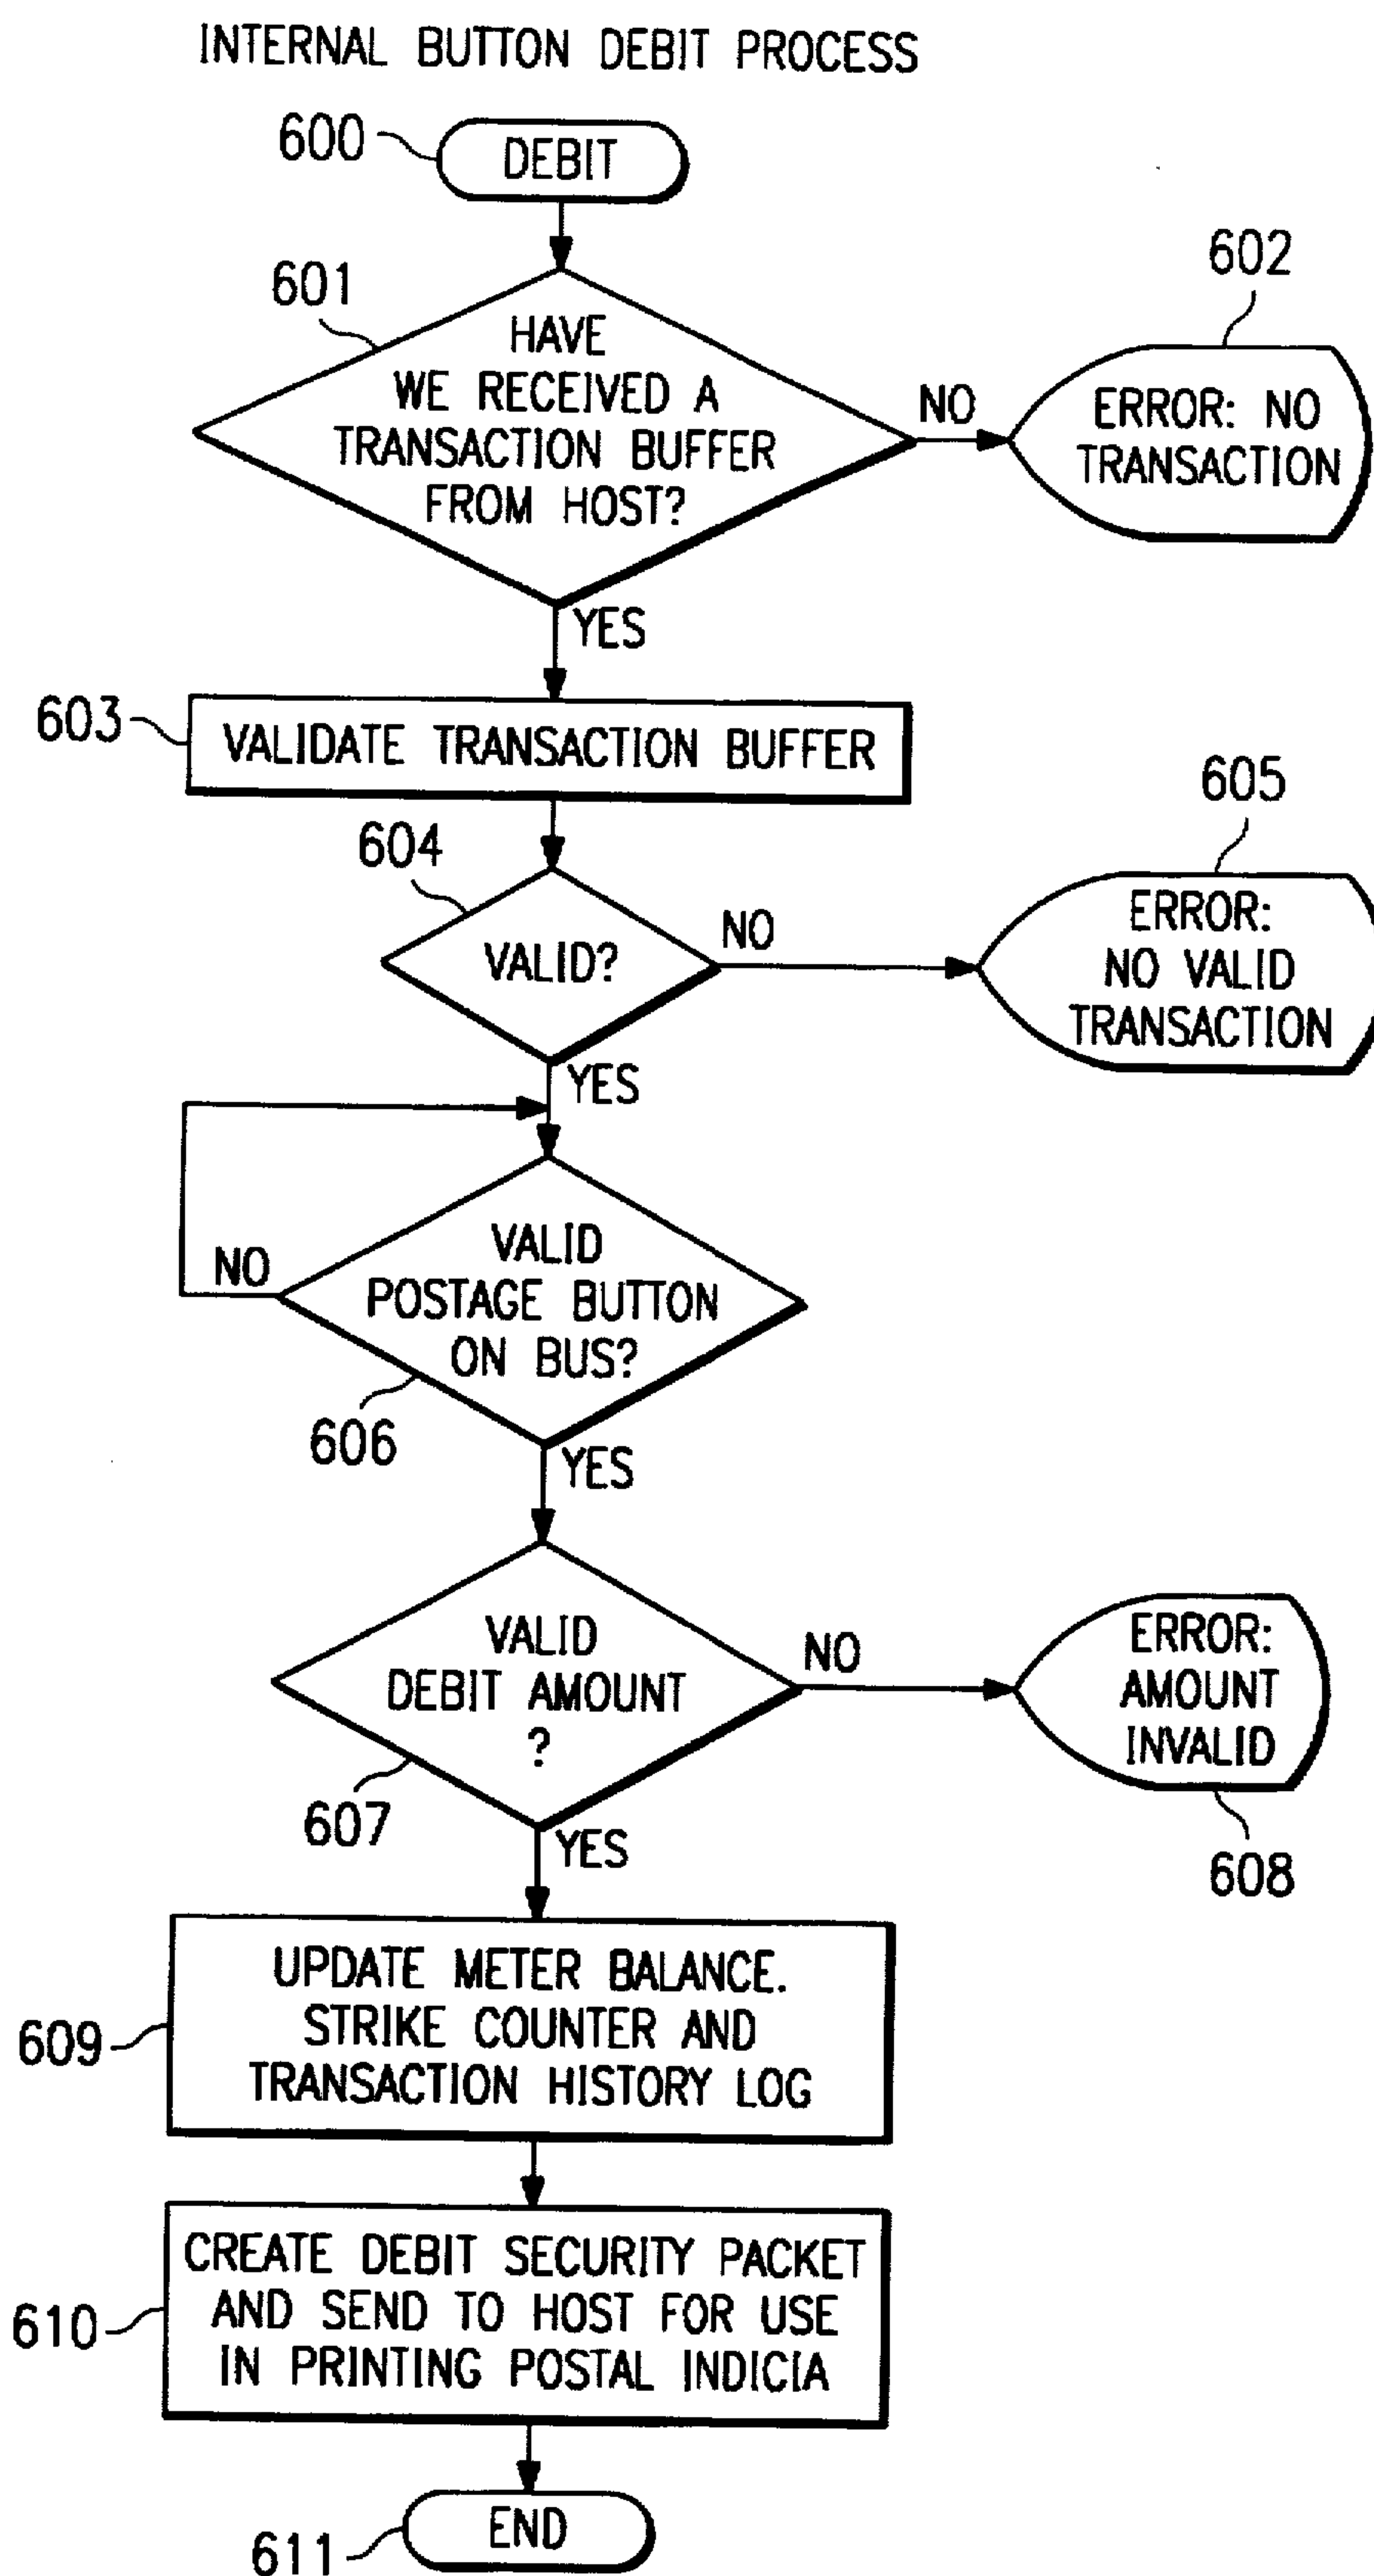 INTERNAL BUTTON DEBIT PROCESS
600
DEBIT
601
HAVE
WE RECEIVED A
TRANSACTION BUFFER
FROM HOST?
NO
602
ERROR: NO
TRANSACTION
YES
603
VALIDATE TRANSACTION BUFFER
604
VALID?
NO
605
ERROR:
NO VALID
TRANSACTION
YES
VALID
POSTAGE BUTTON
ON BUS?
NO
606
YES
VALID
DEBIT AMOUNT
?
NO
ERROR:
AMOUNT
INVALID
607
608
YES
UPDATE METER BALANCE.
STRIKE COUNTER AND
TRANSACTION HISTORY LOG
609
CREATE DEBIT SECURITY PACKET
AND SEND TO HOST FOR USE
IN PRINTING POSTAL INDICIA
610
END
611